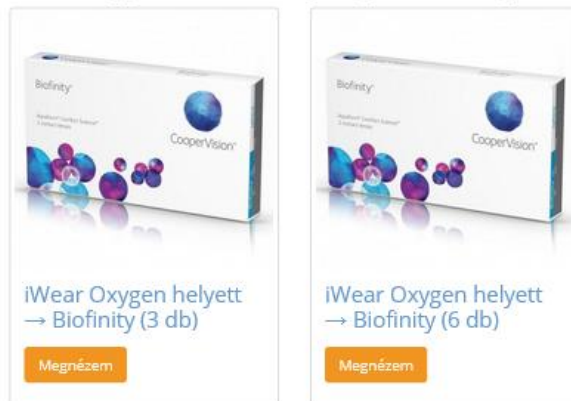 Biofinity®
CooperVision®
iWear Oxygen helyett
→ Biofinity (3 db)
Megnézem
Biofinity®
CooperVision®
iWear Oxygen helyett
→ Biofinity (6 db)
Megnézem